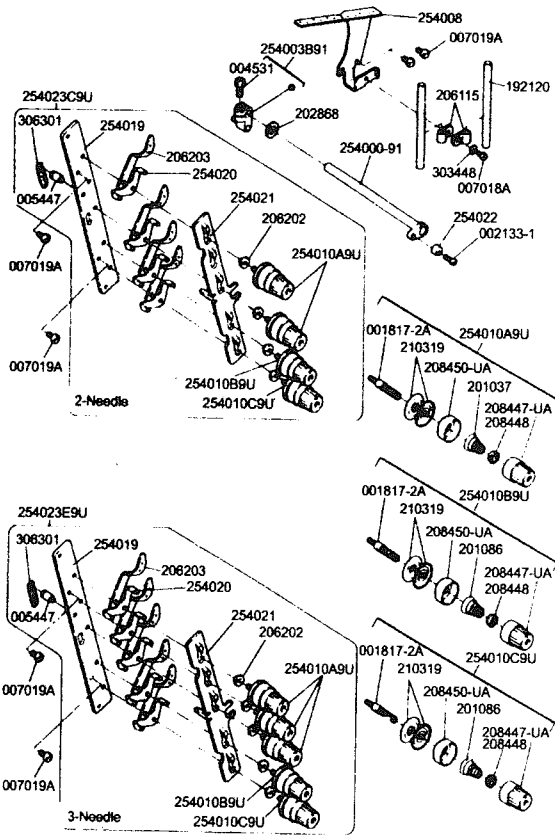 254008
007019A
254003B91
004531
192120
254023C9U
206115
306301
254019
202868
206203
254020
254000-91
303448
254021
007018A
005447
206202
254022
002133-1
007019A
254010A9U
007019A
254010A9U
001817-2A
210319
208450-UA
254010B9U
254010C9U
201037
2-Needle
208447-UA
208448
001817-2A
254010B9U
254023E9U
210319
306301
254019
208450-UA
206203
201086
254020
208447-UA
208448
254021
005447
206202
001817-2A
254010C9U
210319
254010A9U
208450-UA
007019A
201086
208447-UA
208448
007019A
254010B9U
254010C9U
3-Needle